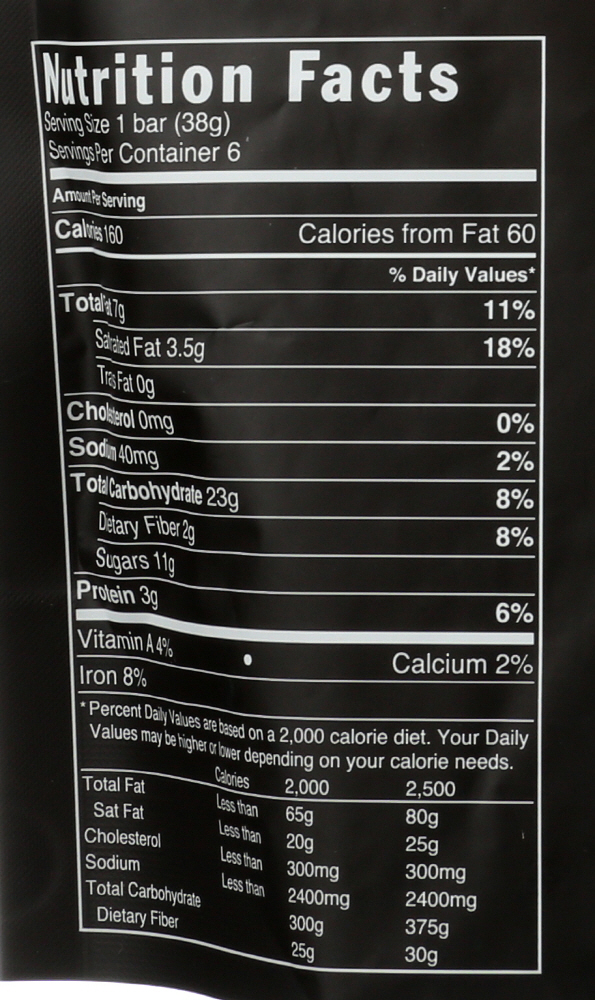 Nutrition Facts
Serving Size 1 bar (38g)
Servings Per Container 6
Amount Per Serving
Calories 160 Calories from Fat 60
% Daily Values*
Total Fat 7g 11%
Saturated Fat 3.5g 18%
Trans Fat 0g
Cholesterol 0mg 0%
Sodium 40mg 2%
Total Carbohydrate 23g 8%
Dietary Fiber 2g 8%
Sugars 11g
Protein 3g 6%
Vitamin A 4% • Calcium 2%
Iron 8%
* Percent Daily Values are based on a 2,000 calorie diet. Your Daily
Values may be higher or lower depending on your calorie needs.
Calories 2,000 2,500
Total Fat Less than 65g 80g
Sat Fat Less than 20g 25g
Cholesterol Less than 300mg 300mg
Sodium Less than 2400mg 2400mg
Total Carbohydrate 300g 375g
Dietary Fiber 25g 30g